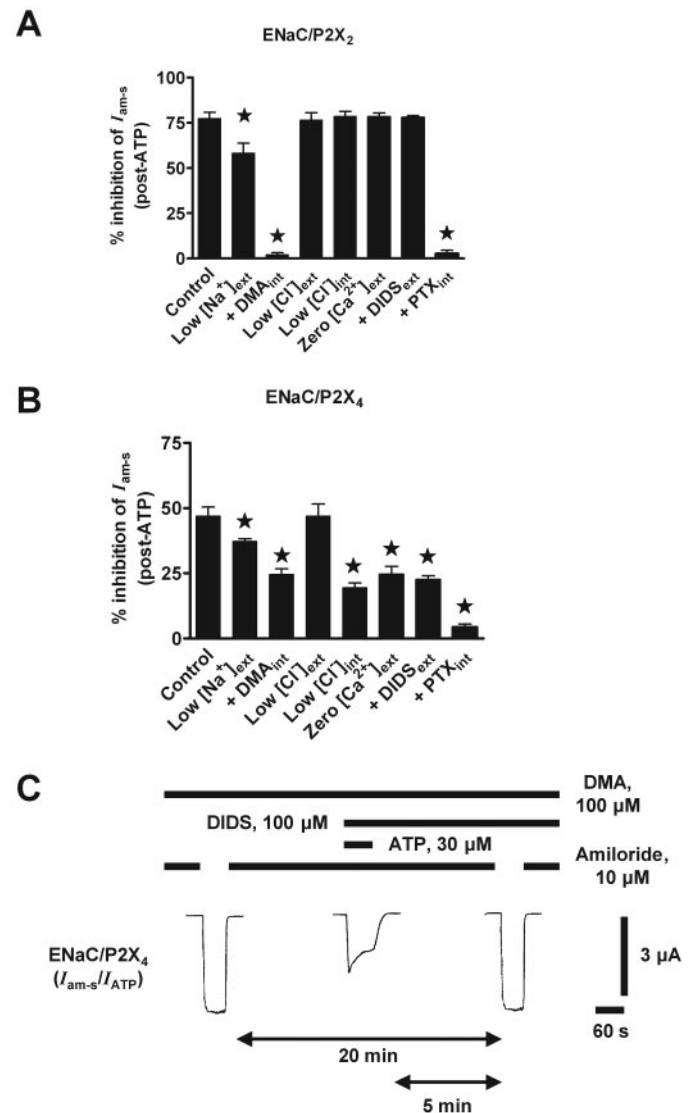 A
ENaC/P2X2
% inhibition of Iam-s
(post-ATP)
100
75
50
25
0
Control
Low [Na+]ext
+ DMAint
Low [Cl-]ext
Low [Cl-]int
Zero [Ca2+]ext
+ DIDSext
+ PTXint
B
ENaC/P2X4
% inhibition of Iam-s
(post-ATP)
75
50
25
0
Control
Low [Na+]ext
+ DMAint
Low [Cl-]ext
Low [Cl-]int
Zero [Ca2+]ext
+ DIDSext
+ PTXint
C
DMA,
100 µM
DIDS, 100 µM
ATP, 30 µM
Amiloride,
10 µM
ENaC/P2X4
(Iam-s/IATP)
3 µA
60 s
20 min
5 min